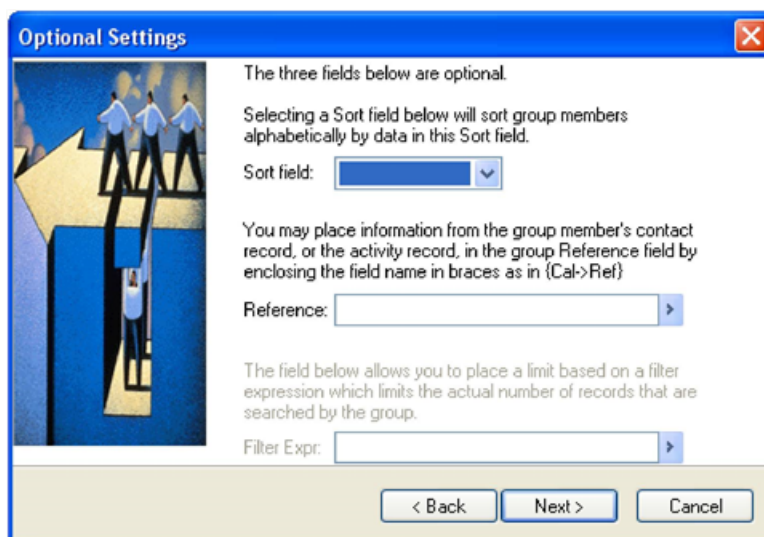 Optional Settings
The three fields below are optional.
Selecting a Sort field below will sort group members
alphabetically by data in this Sort field.
Sort field:
You may place information from the group member's contact
record, or the activity record, in the group Reference field by
enclosing the field name in braces as in {Cal->Ref}
Reference:
The field below allows you to place a limit based on a filter
expression which limits the actual number of records that are
searched by the group.
Filter Expr:
< Back Next > Cancel